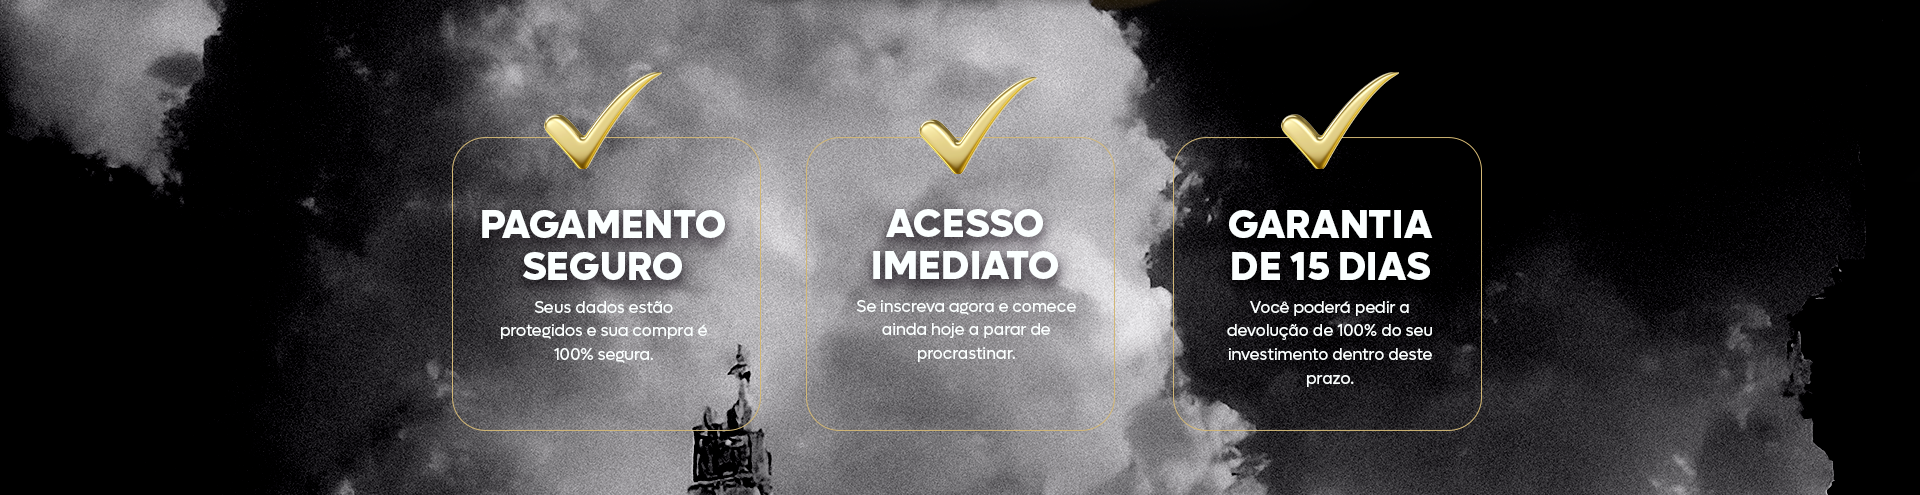 PAGAMENTO
SEGURO
Seus dados estão
protegidos e sua compra é
100% segura.
ACESSO
IMEDIATO
Se inscreva agora e comece
ainda hoje a parar de
procrastinar.
GARANTIA
DE 15 DIAS
Você poderá pedir a
devolução de 100% do seu
investimento dentro deste
prazo.